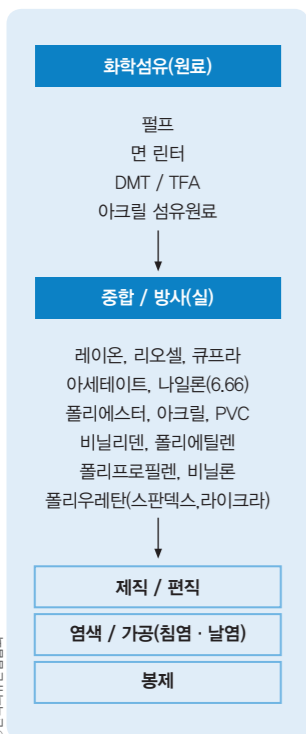 화학섬유(원료)
펄프
면 린터
DMT / TFA
아크릴 섬유원료
중합 / 방사(실)
레이온, 리오셀, 큐프라
아세테이트, 나일론(6.66)
폴리에스터, 아크릴, PVC
비닐리덴, 폴리에틸렌
폴리프로필렌, 비닐론
폴리우레탄(스판덱스,라이크라)
제직 / 편직
염색 / 가공(침염 · 날염)
봉제